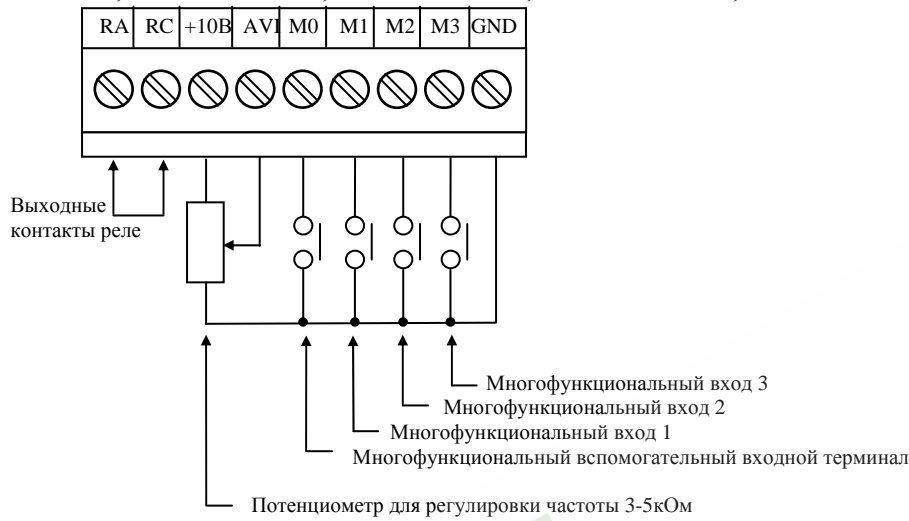 RA RC +10В AVI M0 M1 M2 M3 GND
Выходные
контакты реле
Многофункциональный вход 3
Многофункциональный вход 2
Многофункциональный вход 1
Многофункциональный вспомогательный входной терминал
Потенциометр для регулировки частоты 3-5кОм